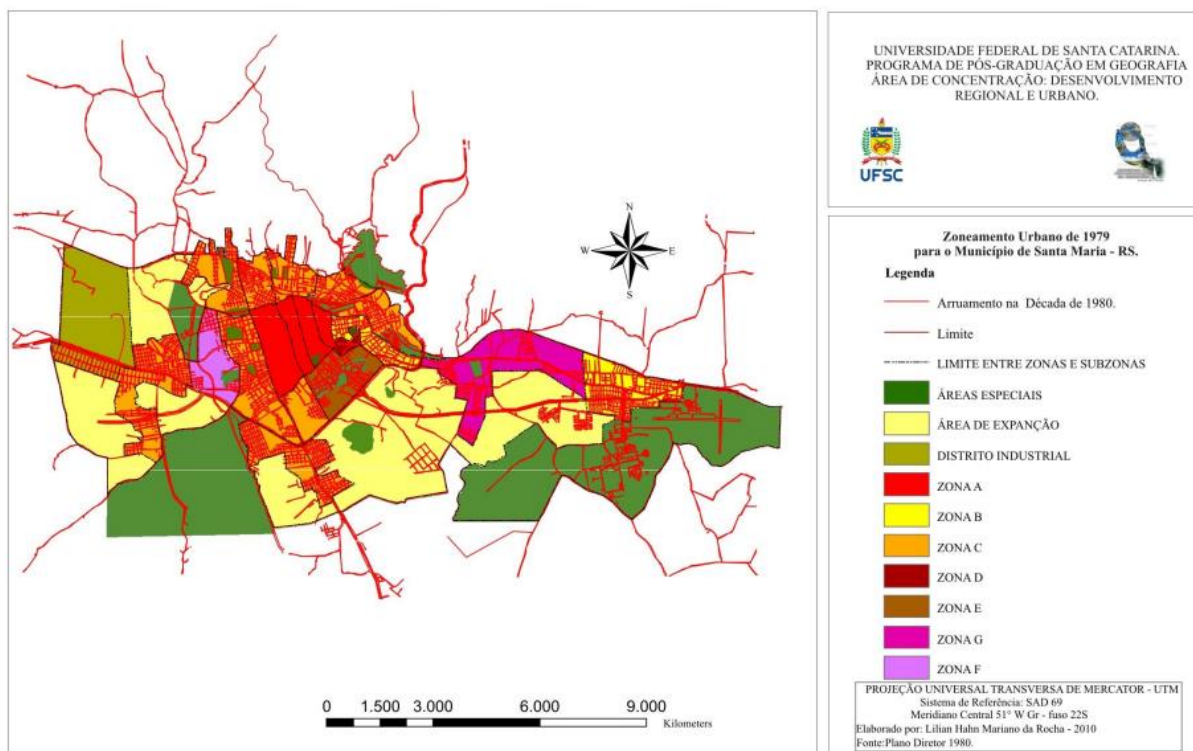 UNIVERSIDADE FEDERAL DE SANTA CATARINA.
PROGRAMA DE PÓS-GRADUAÇÃO EM GEOGRAFIA
ÁREA DE CONCENTRAÇÃO: DESENVOLVIMENTO
REGIONAL E URBANO.
UFSC
N
W
E
S
Zoneamento Urbano de 1979
para o Município de Santa Maria - RS.
Legenda
Arruamento na Década de 1980.
Limite
LIMITE ENTRE ZONAS E SUBZONAS
ÁREAS ESPECIAIS
ÁREA DE EXPANÇÃO
DISTRITO INDUSTRIAL
ZONA A
ZONA B
ZONA C
ZONA D
ZONA E
ZONA G
ZONA F
0 1.500 3.000 6.000 9.000
Kilometers
PROJEÇÃO UNIVERSAL TRANSVERSA DE MERCATOR - UTM
Sistema de Referência: SAD 69
Meridiano Central 51° W Gr - fuso 22S
Elaborado por: Lilian Hahn Mariano da Rocha - 2010
Fonte:Plano Diretor 1980.